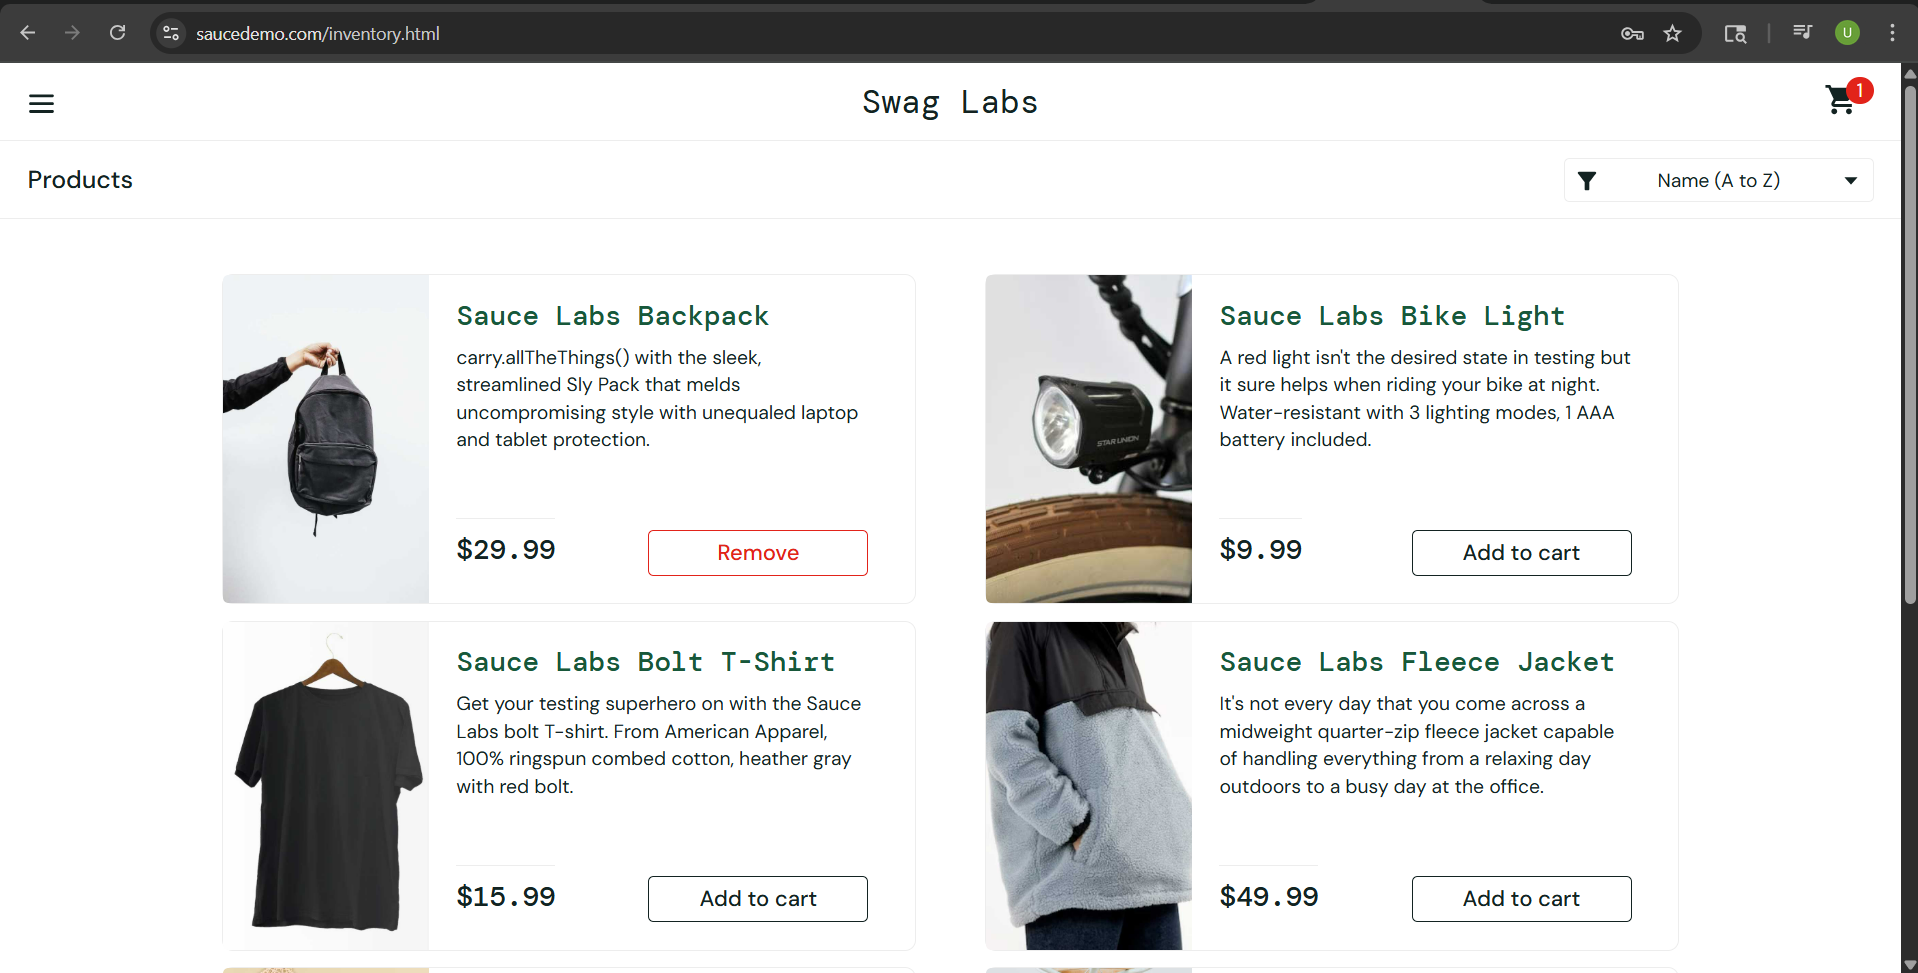 saucedemo.com/inventory.html
U
Swag Labs
1
Products
Name (A to Z)
Sauce Labs Backpack
carry.allTheThings() with the sleek,
streamlined Sly Pack that melds
uncompromising style with unequaled laptop
and tablet protection.
$29.99
Remove
Sauce Labs Bike Light
A red light isn't the desired state in testing but
it sure helps when riding your bike at night.
Water-resistant with 3 lighting modes, 1 AAA
battery included.
STAR UNION
$9.99
Add to cart
Sauce Labs Bolt T-Shirt
Get your testing superhero on with the Sauce
Labs bolt T-shirt. From American Apparel,
100% ringspun combed cotton, heather gray
with red bolt.
$15.99
Add to cart
Sauce Labs Fleece Jacket
It's not every day that you come across a
midweight quarter-zip fleece jacket capable
of handling everything from a relaxing day
outdoors to a busy day at the office.
$49.99
Add to cart